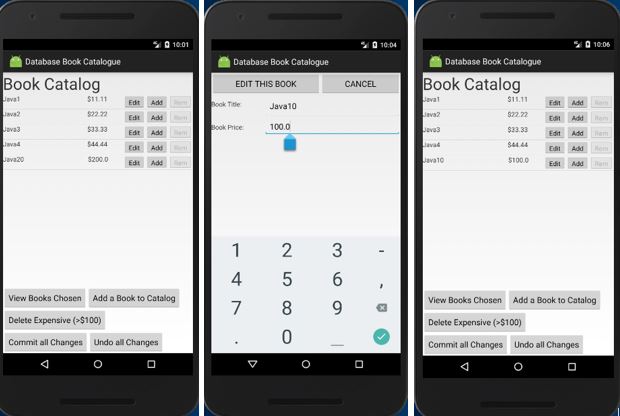 10:01
Database Book Catalogue
Book Catalog
Java1 $11.11 Edit Add Rem
Java2 $22.22 Edit Add Rem
Java3 $33.33 Edit Add Rem
Java4 $44.44 Edit Add Rem
Java20 $200.0 Edit Add Rem
View Books Chosen Add a Book to Catalog
Delete Expensive (>$100)
Commit all Changes Undo all Changes
10:04
Database Book Catalogue
EDIT THIS BOOK CANCEL
Book Title: Java10
Book Price: 100.0
1 2 3 -
4 5 6 ,
7 8 9
. 0 _
10:06
Database Book Catalogue
Book Catalog
Java1 $11.11 Edit Add Rem
Java2 $22.22 Edit Add Rem
Java3 $33.33 Edit Add Rem
Java4 $44.44 Edit Add Rem
Java10 $100.0 Edit Add Rem
View Books Chosen Add a Book to Catalog
Delete Expensive (>$100)
Commit all Changes Undo all Changes